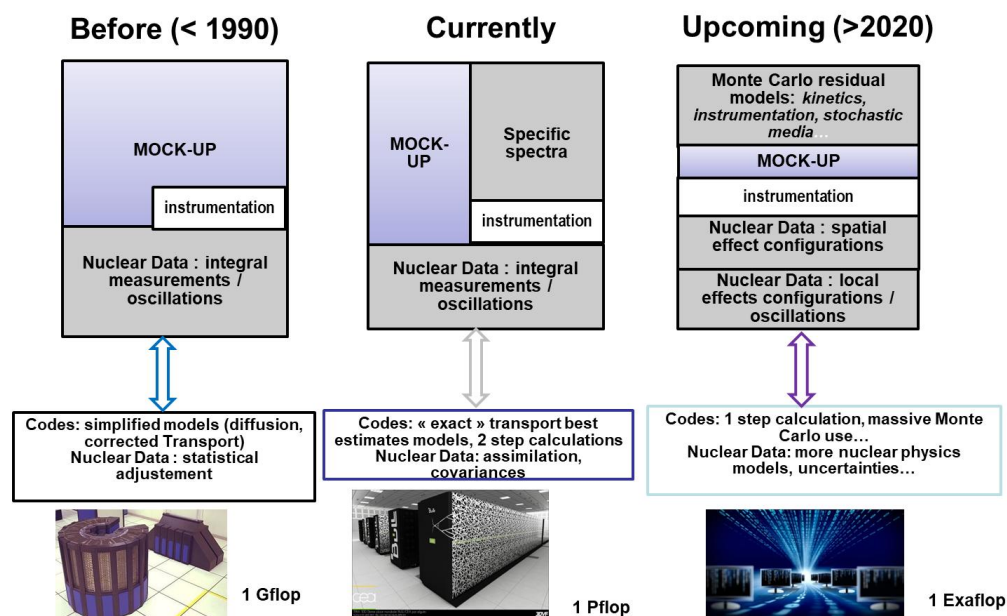 Before (< 1990)
Currently
Upcoming (>2020)
MOCK-UP
instrumentation
Nuclear Data : integral
measurements /
oscillations
MOCK-
UP
Specific
spectra
instrumentation
Nuclear Data : integral
measurements /
oscillations
Monte Carlo residual
models: kinetics,
instrumentation, stochastic
media…
MOCK-UP
instrumentation
Nuclear Data : spatial
effect configurations
Nuclear Data : local
effects configurations /
oscillations
Codes: simplified models (diffusion,
corrected Transport)
Nuclear Data : statistical
adjustement
Codes: « exact » transport best
estimates models, 2 step calculations
Nuclear Data: assimilation,
covariances
Codes: 1 step calculation, massive Monte
Carlo use…
Nuclear Data: more nuclear physics
models, uncertainties…
1 Gflop
1 Pflop
1 Exaflop